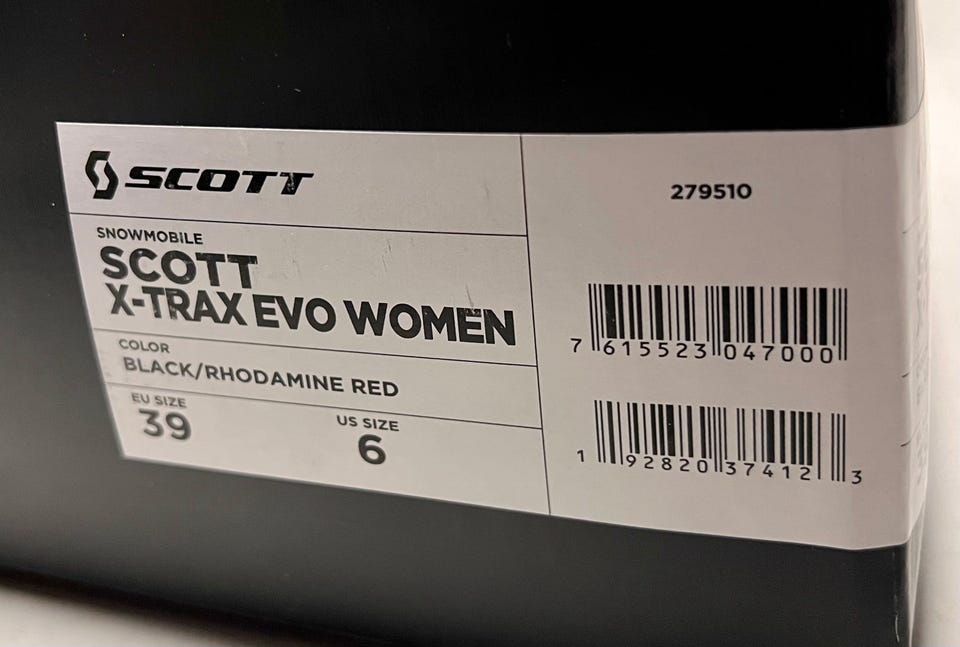 SCOTT
SNOWMOBILE
SCOTT
X-TRAX EVO WOMEN
COLOR
BLACK/RHODAMINE RED
EU SIZE
39
US SIZE
6
279510
7 615523 047000
1 92820 37412 3